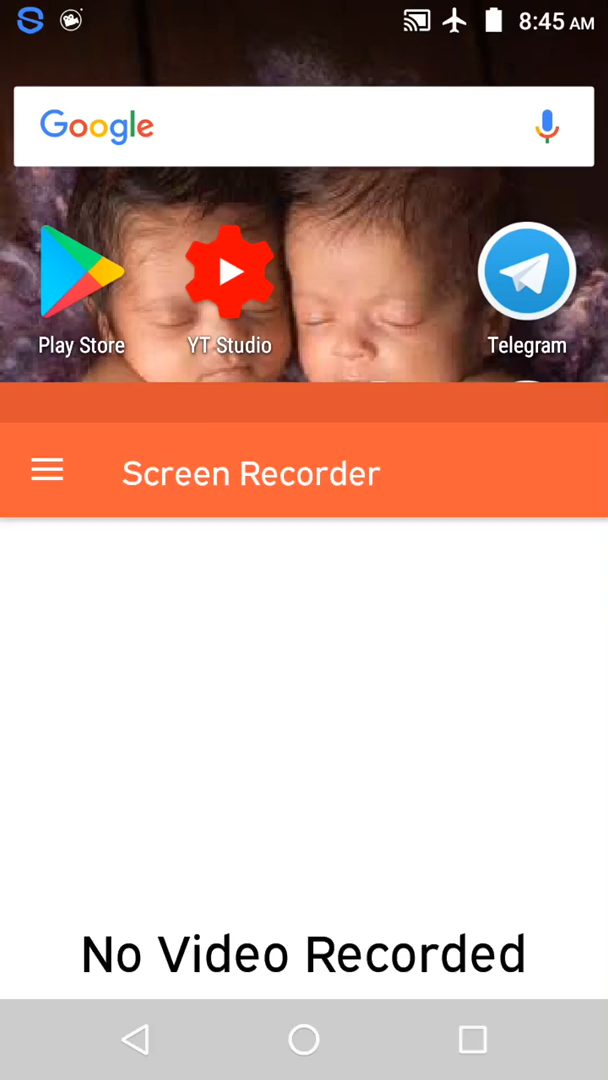 8:45 AM
Google
Play Store
YT Studio
Telegram
Screen Recorder
No Video Recorded